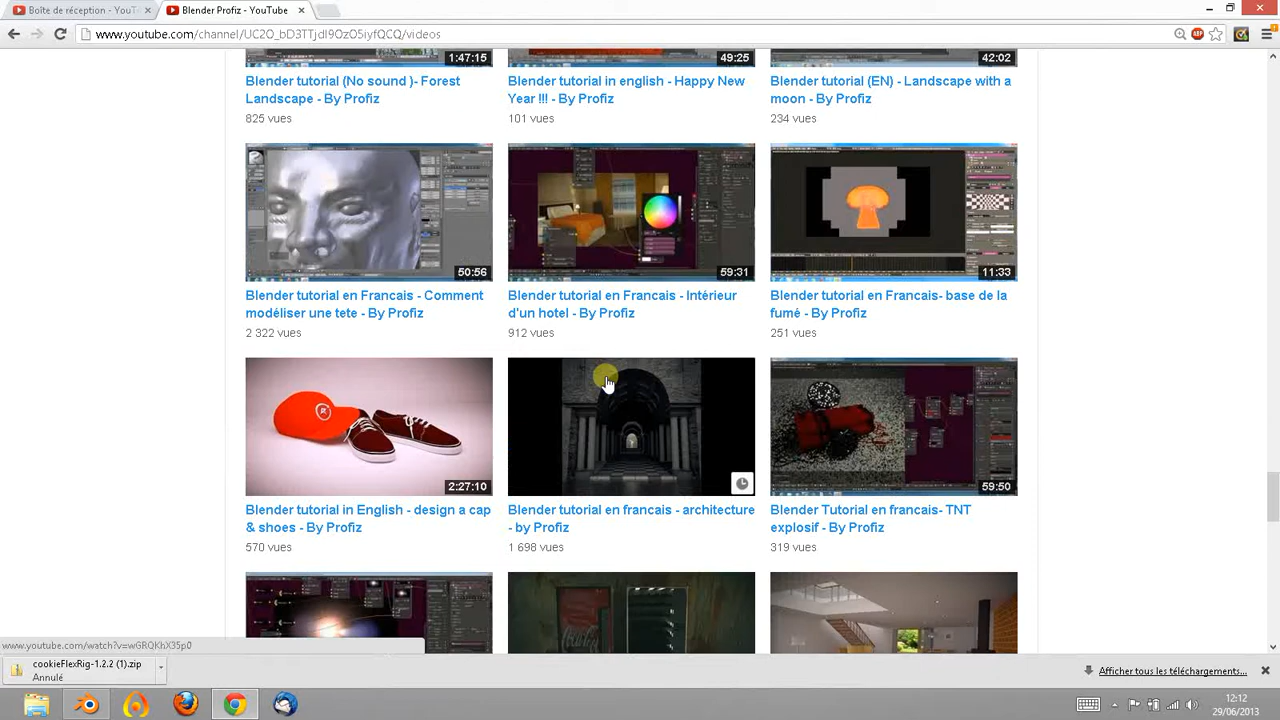 Boîte de réception - YouT
Blender Profiz - YouTube
www.youtube.com/channel/UC2O_bD3TTjdI9OzO5iyfQCQ/videos
1:47:15
49:25
42:02
Blender tutorial (No sound )- Forest
Landscape - By Profiz
825 vues
Blender tutorial in english - Happy New
Year !!! - By Profiz
101 vues
Blender tutorial (EN) - Landscape with a
moon - By Profiz
234 vues
50:56
59:31
11:33
Blender tutorial en Francais - Comment
modéliser une tete - By Profiz
2 322 vues
Blender tutorial en Francais - Intérieur
d'un hotel - By Profiz
912 vues
Blender tutorial en Francais- base de la
fumé - By Profiz
251 vues
2:27:10
59:50
Blender tutorial in English - design a cap
& shoes - By Profiz
570 vues
Blender tutorial en francais - architecture
- by Profiz
1 698 vues
Blender Tutorial en francais- TNT
explosif - By Profiz
319 vues
www.youtube.com/watch?v=wGRQKhX35p0
cookieFlexRig-1.2.2 (1).zip
Annulé
Afficher tous les téléchargements...
12:12
29/06/2013